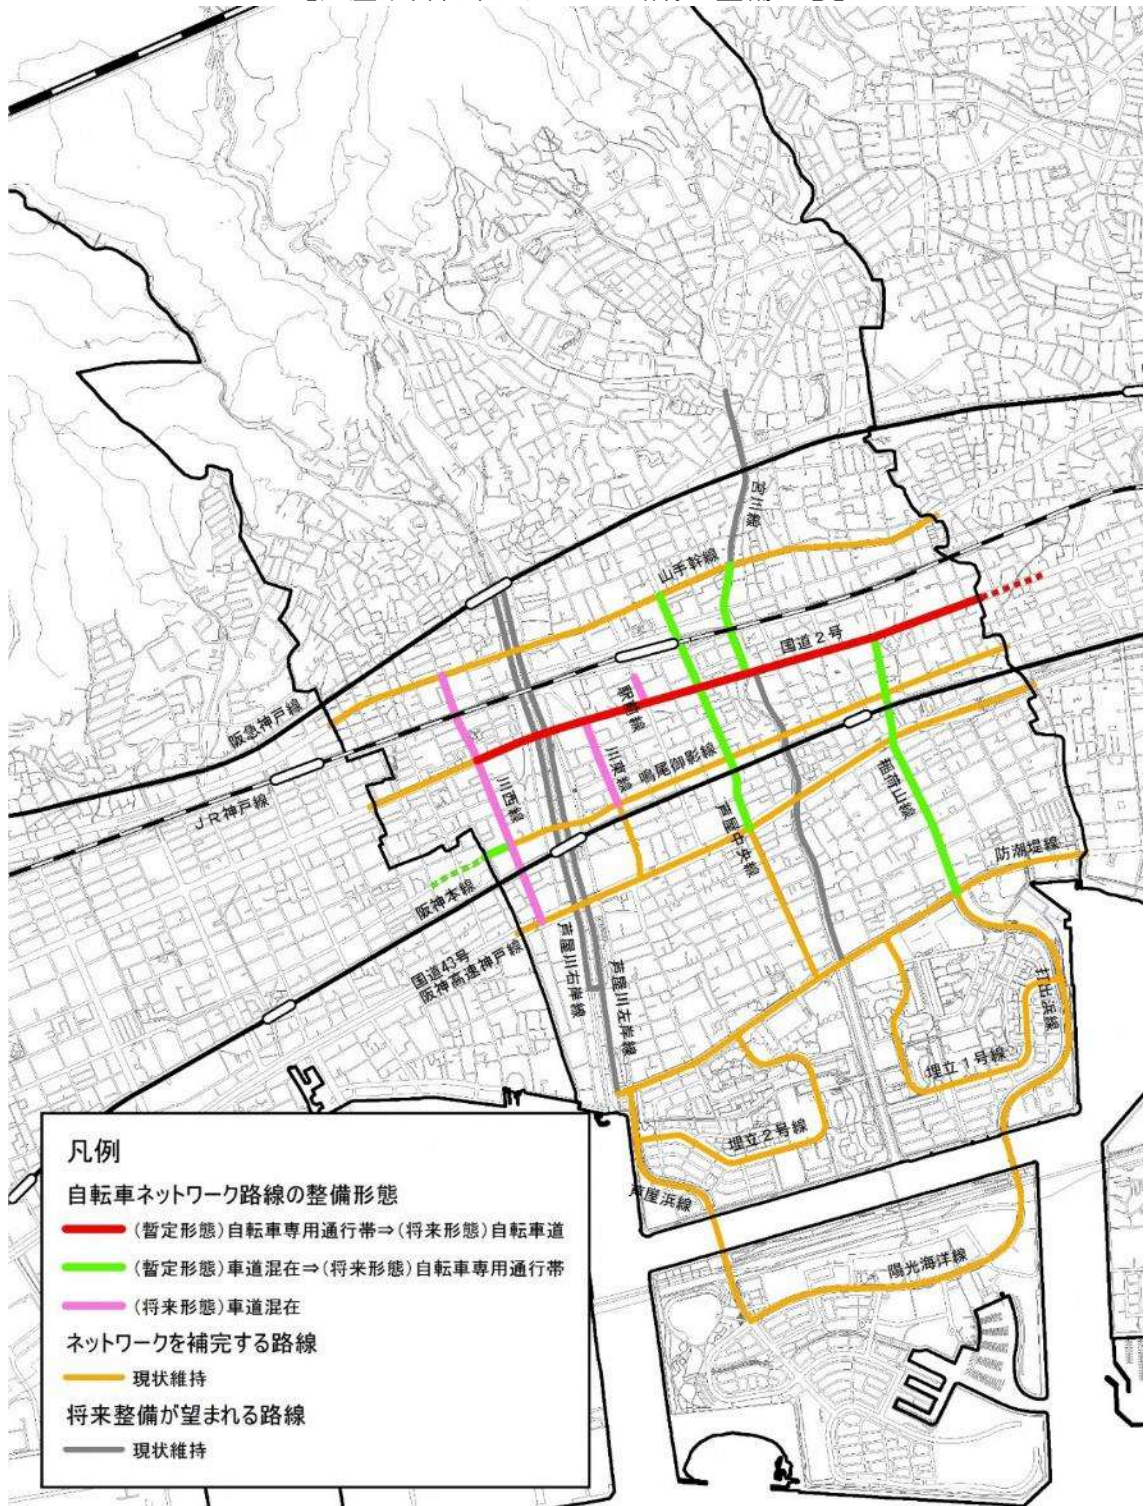 宮川線
山手幹線
国道2号
阪急神戸線
駅前線
JR神戸線
川西線
川東線
鳴尾御影線
稲荷山線
芦屋中央線
防潮堤線
阪神本線
国道43号
阪神高速神戸線
芦屋川右岸線
芦屋川左岸線
打出浜線
埋立1号線
埋立2号線
芦屋浜線
陽光海洋線
凡例
自転車ネットワーク路線の整備形態
(暫定形態)自転車専用通行帯⇒(将来形態)自転車道
(暫定形態)車道混在⇒(将来形態)自転車専用通行帯
(将来形態)車道混在
ネットワークを補完する路線
現状維持
将来整備が望まれる路線
現状維持